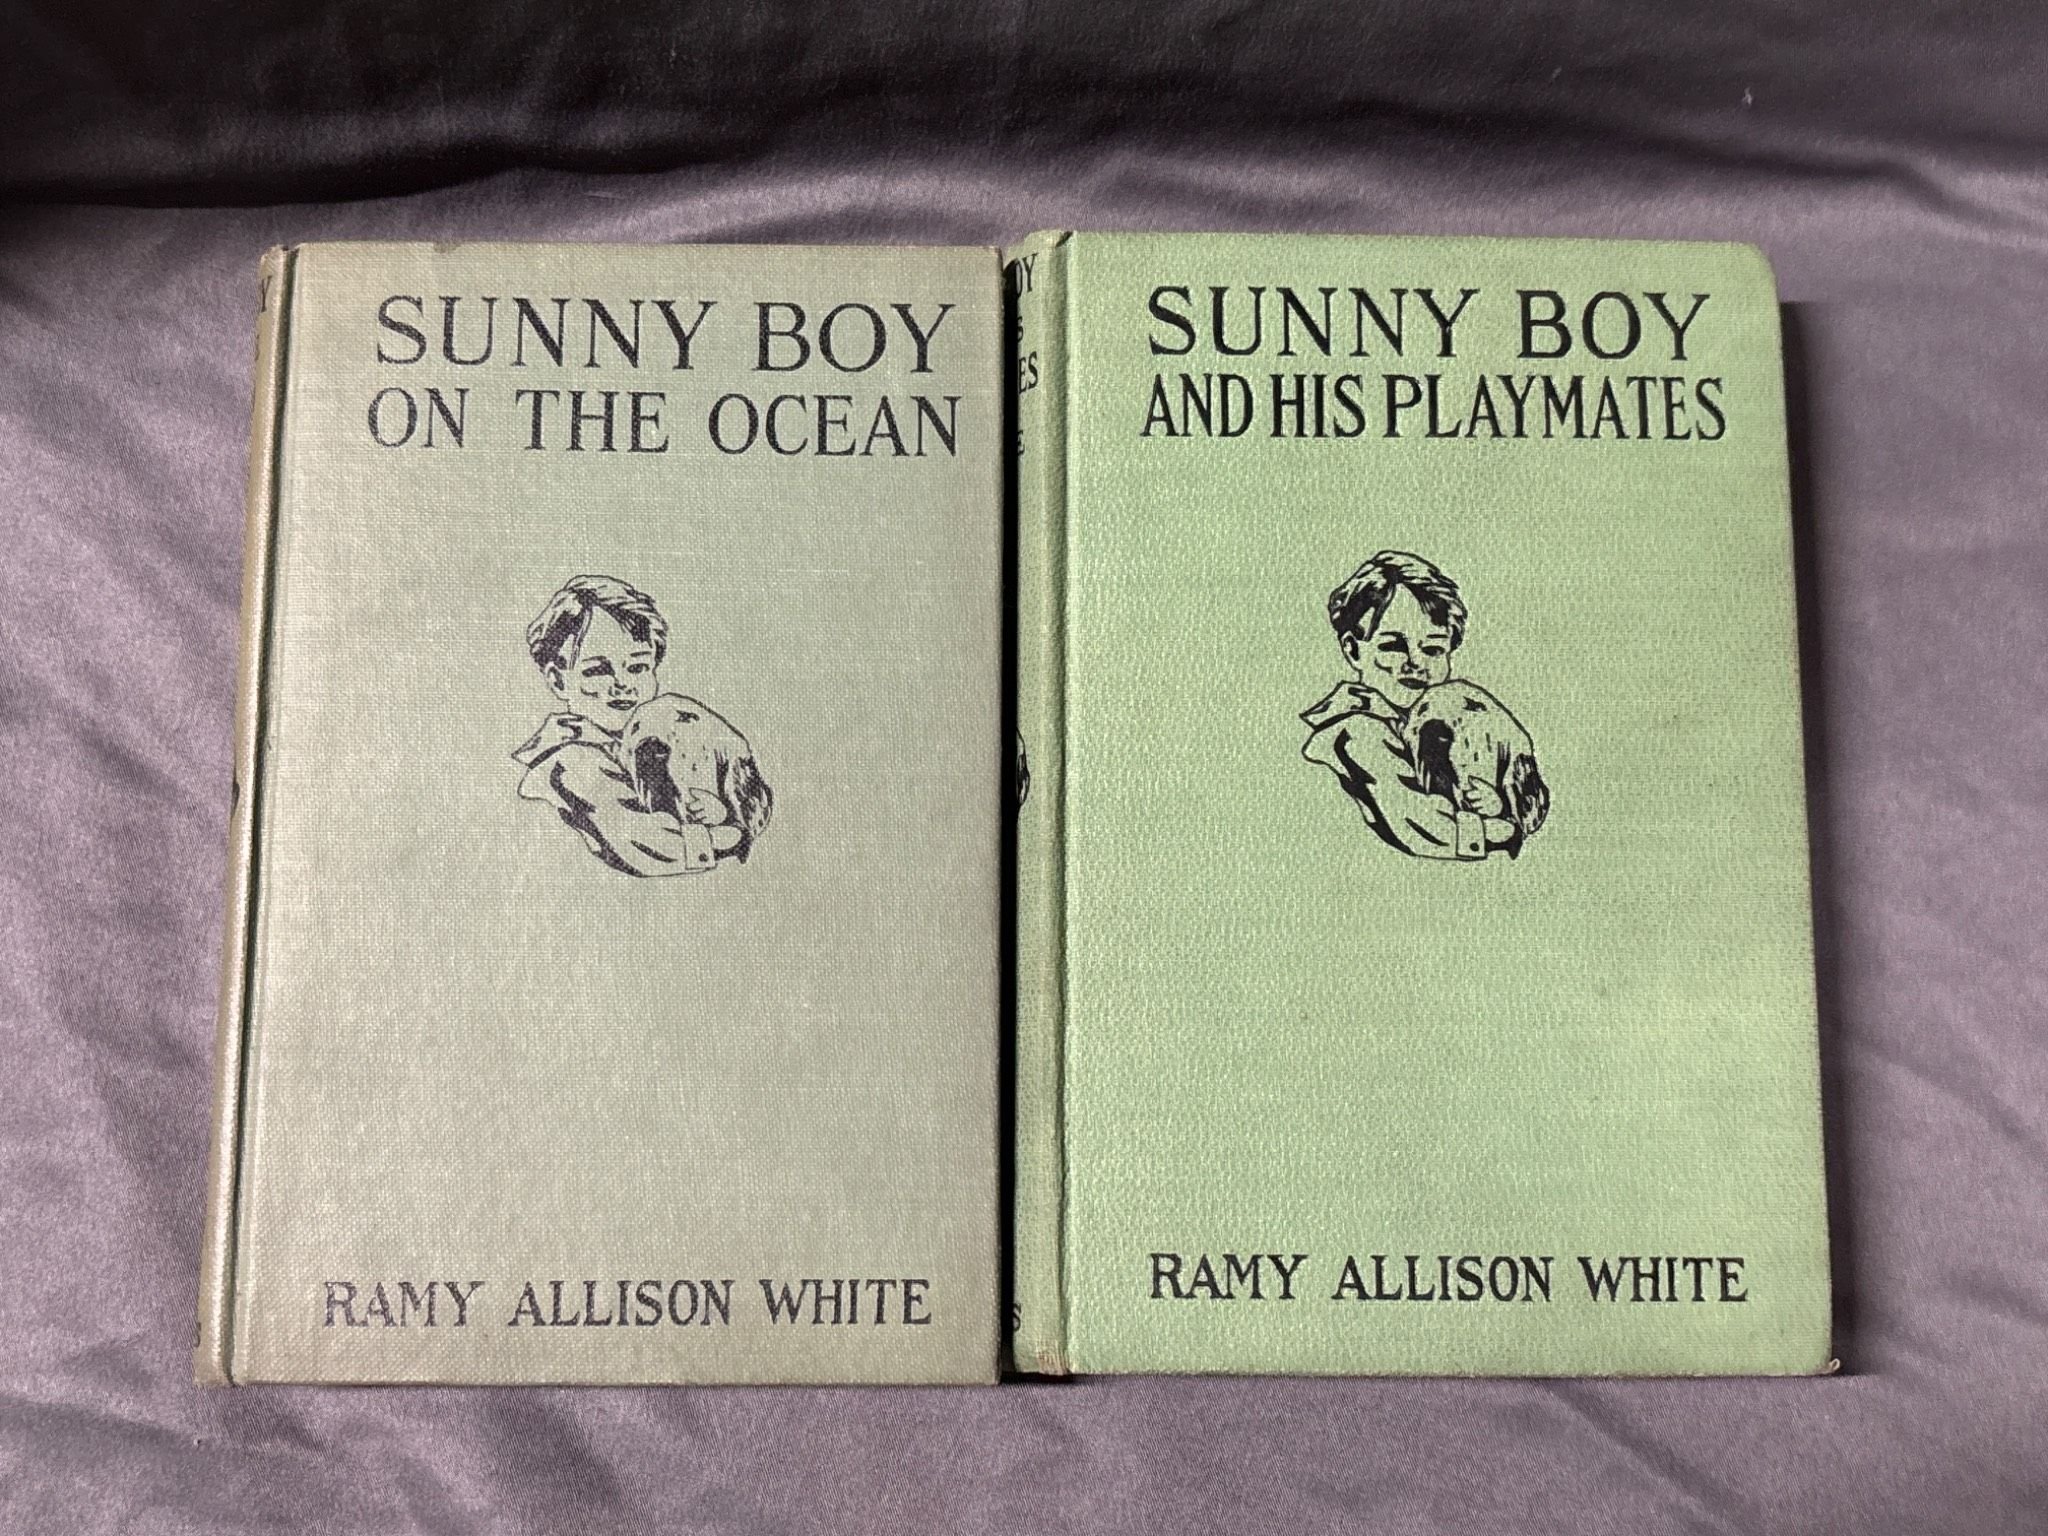 SUNNY BOY
ON THE OCEAN
RAMY ALLISON WHITE
SUNNY BOY
AND HIS PLAYMATES
RAMY ALLISON WHITE